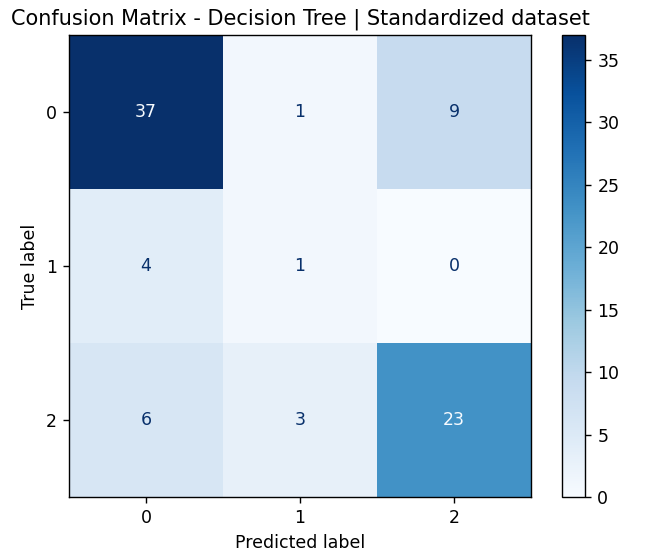 Confusion Matrix - Decision Tree | Standardized dataset
0 37 1 9
1 4 1 0
2 6 3 23
0 1 2
Predicted label
True label
35
30
25
20
15
10
5
0